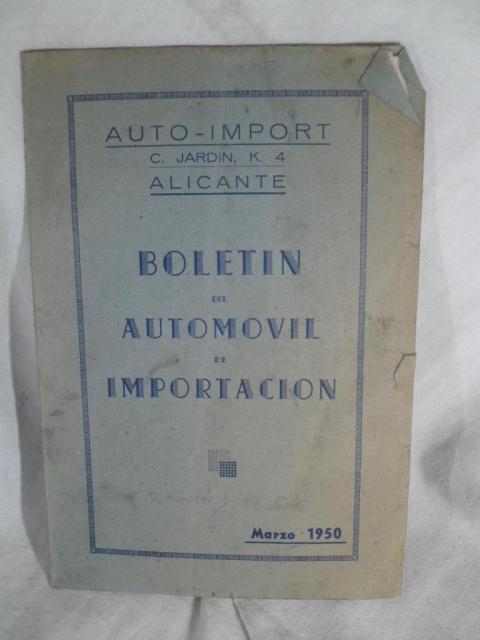 AUTO-IMPORT
C. JARDIN, K. 4
ALICANTE
BOLETIN
DEL
AUTOMOVIL
DE
IMPORTACION
Marzo 1950